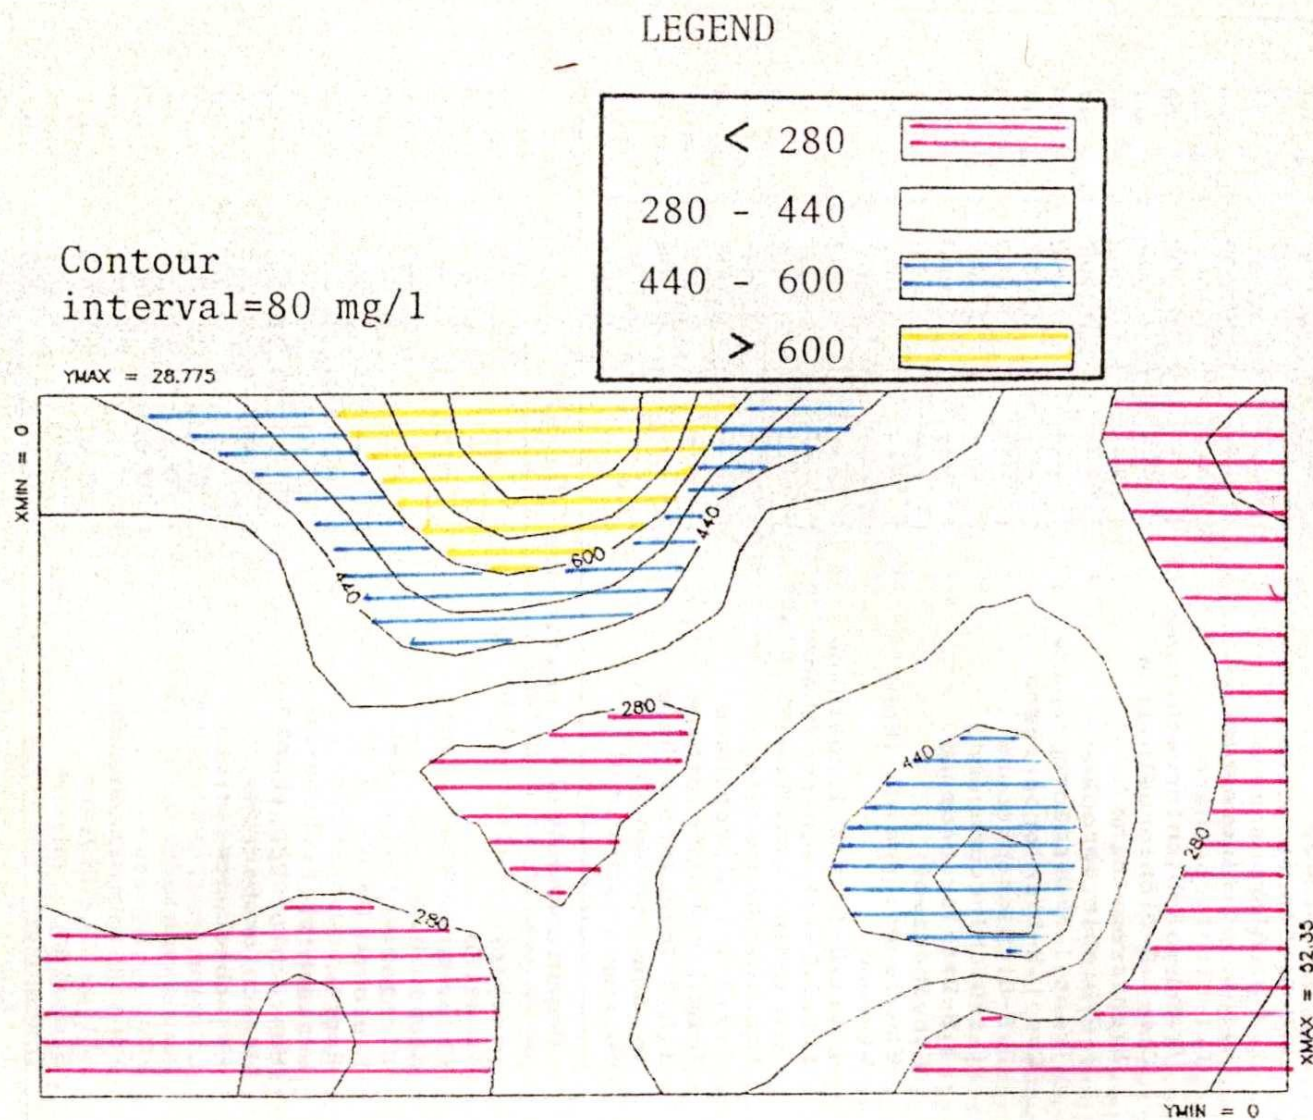 LEGEND
< 280
280 - 440
440 - 600
> 600
Contour
interval=80 mg/l
YMAX = 28.775
XMIN = 0
600
440
440
280
440
280
280
XMAX = 52.35
YMIN = 0